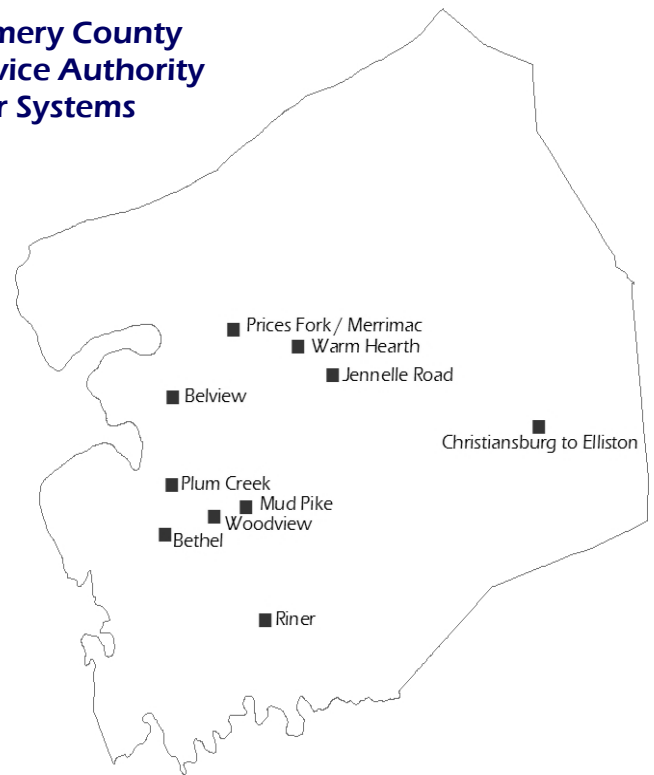 mery County
vice Authority
r Systems
Prices Fork / Merrimac
Warm Hearth
Jennelle Road
Belview
Christiansburg to Elliston
Plum Creek
Mud Pike
Woodview
Bethel
Riner